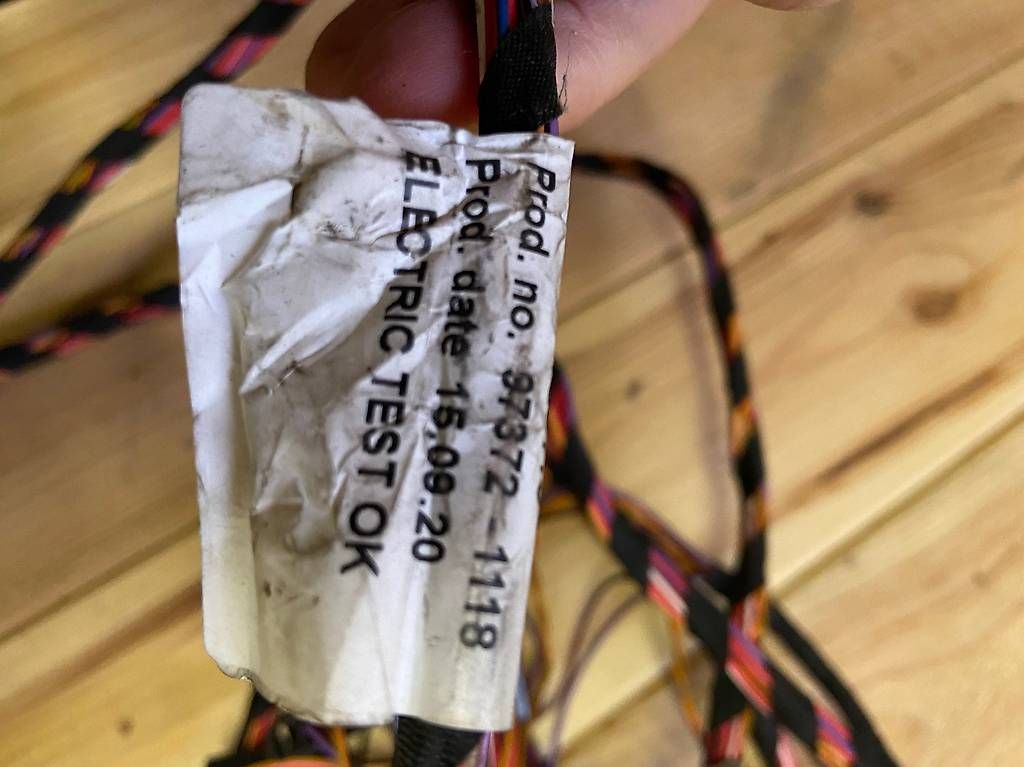 Prod. no. 97372-1118
Prod. date 15.09.20
ELECTRIC TEST OK